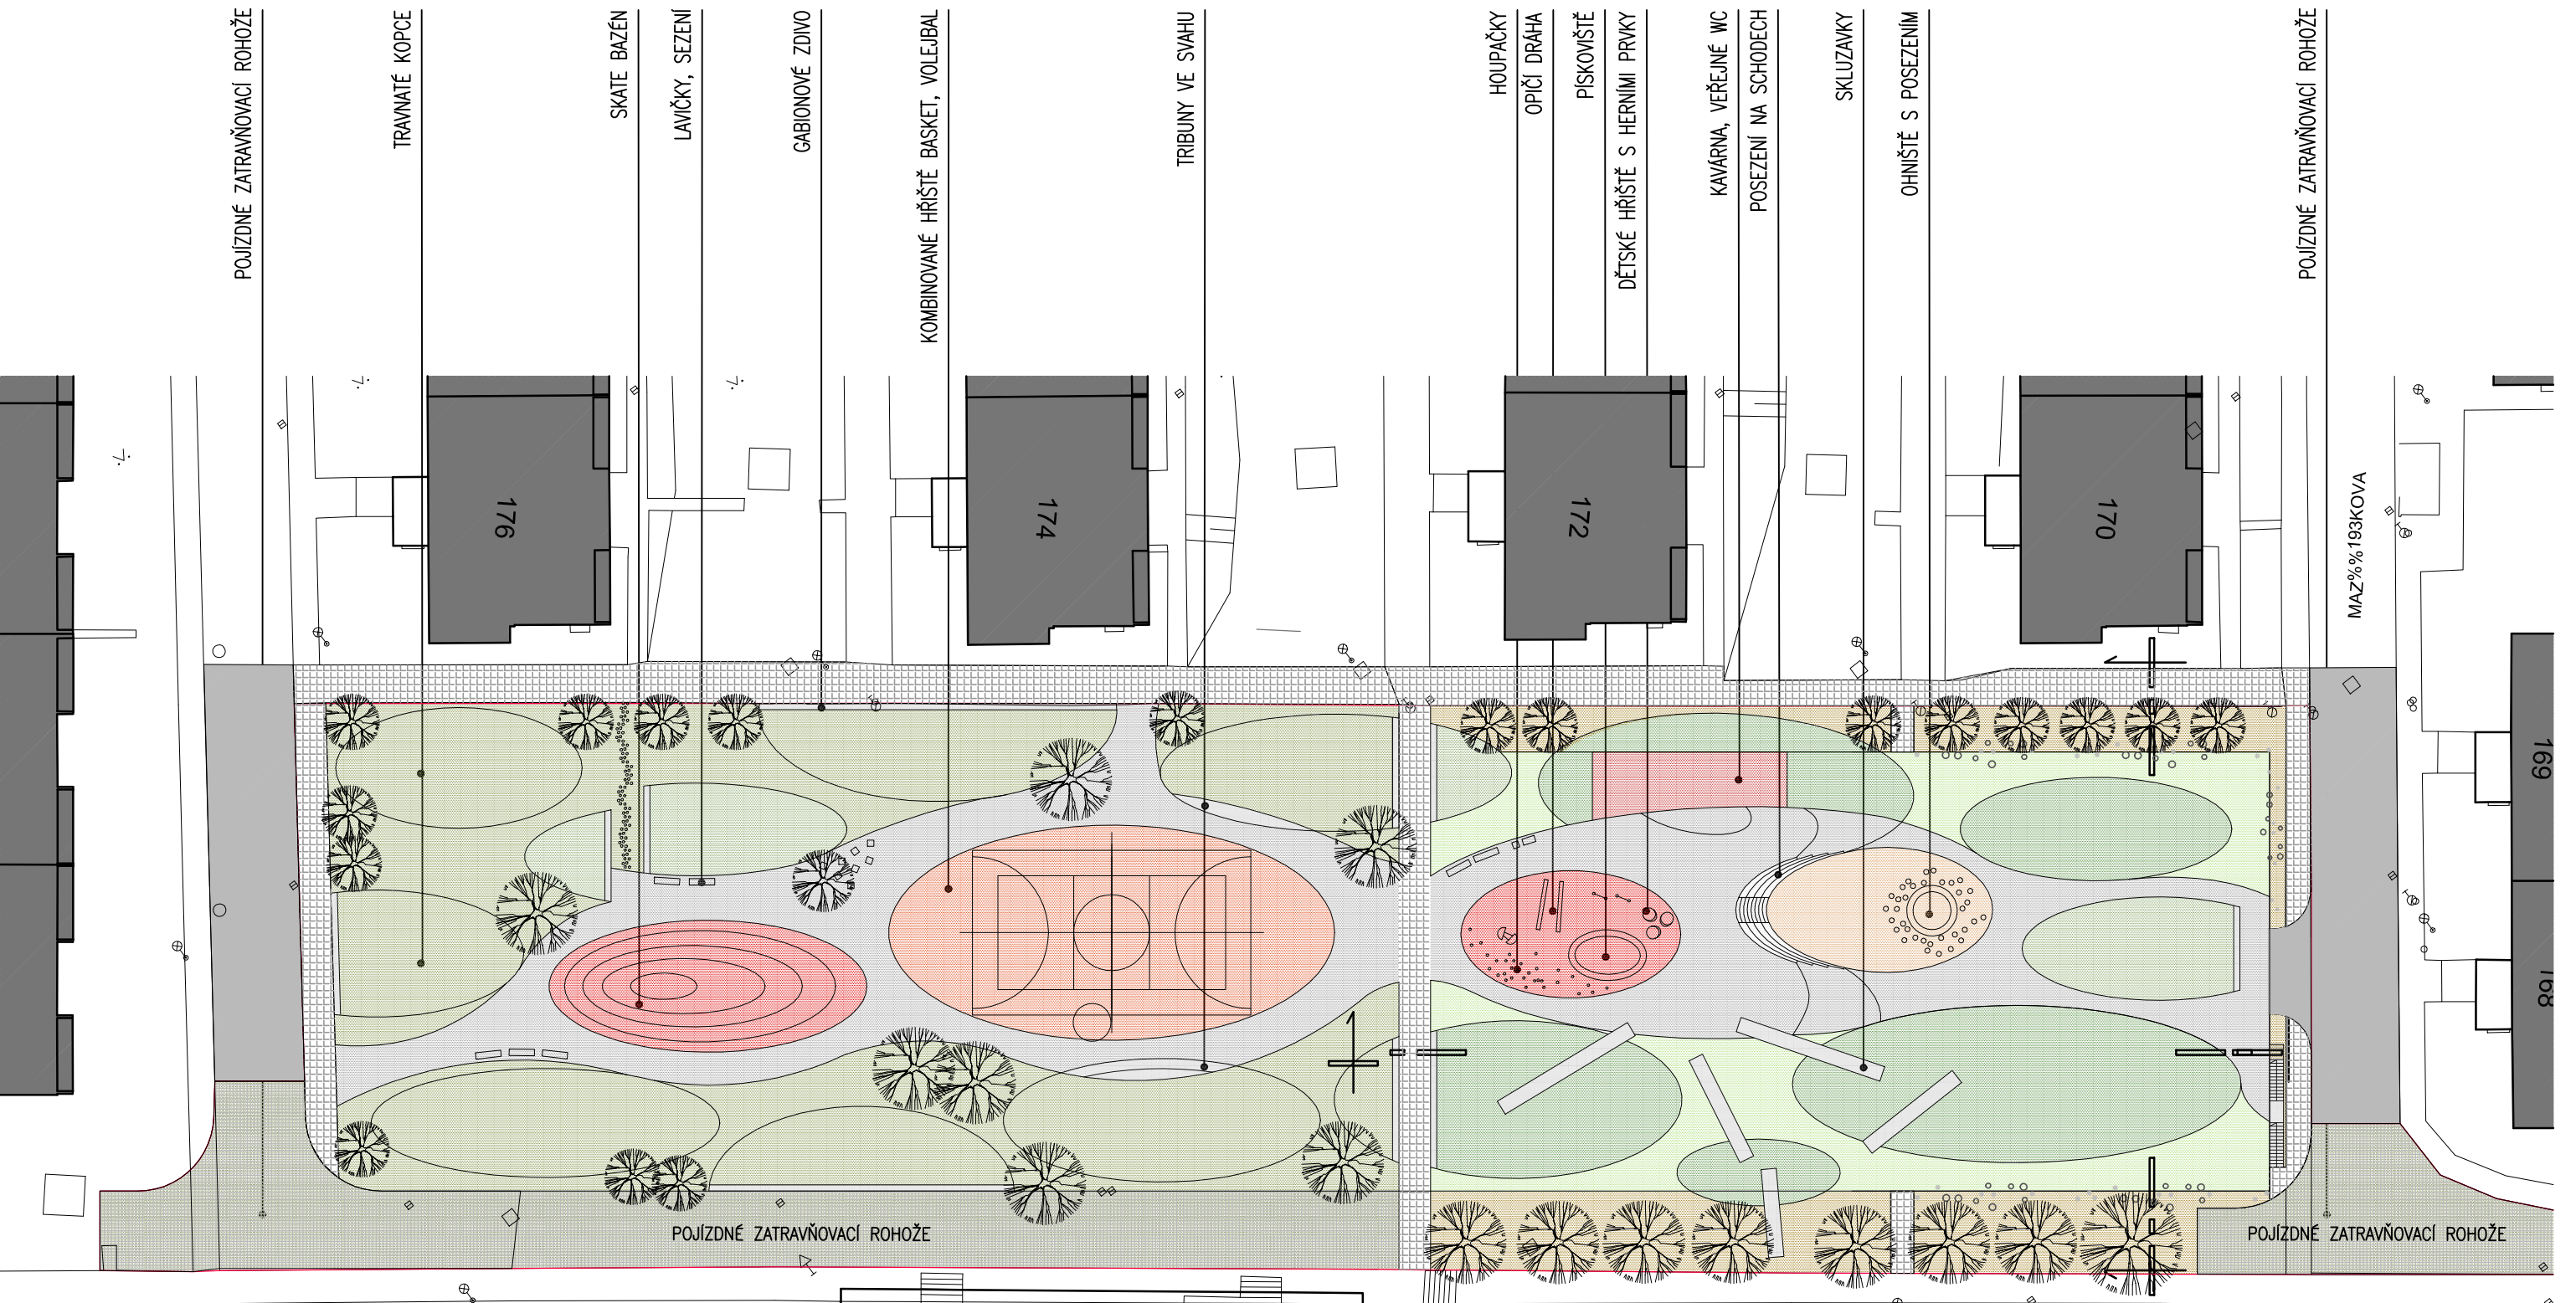 POJÍZDNÉ ZATRAVŇOVACÍ ROHOŽE
TRAVNATÉ KOPCE
SKATE BAZÉN
LAVIČKY, SEZENÍ
GABIONOVÉ ZDIVO
KOMBINOVANÉ HŘIŠTĚ BASKET, VOLEJBAL
TRIBUNY VE SVAHU
HOUPAČKY
OPIČÍ DRÁHA
PÍSKOVIŠTĚ
DĚTSKÉ HŘIŠTĚ S HERNÍMI PRVKY
KAVÁRNA, VEŘEJNÉ WC
POSEZENÍ NA SCHODECH
SKLUZAVKY
OHNIŠTĚ S POSEZENÍM
POJÍZDNÉ ZATRAVŇOVACÍ ROHOŽE
176
174
172
170
MAZ%%193KOVA
169
168
POJÍZDNÉ ZATRAVŇOVACÍ ROHOŽE
POJÍZDNÉ ZATRAVŇOVACÍ ROHOŽE